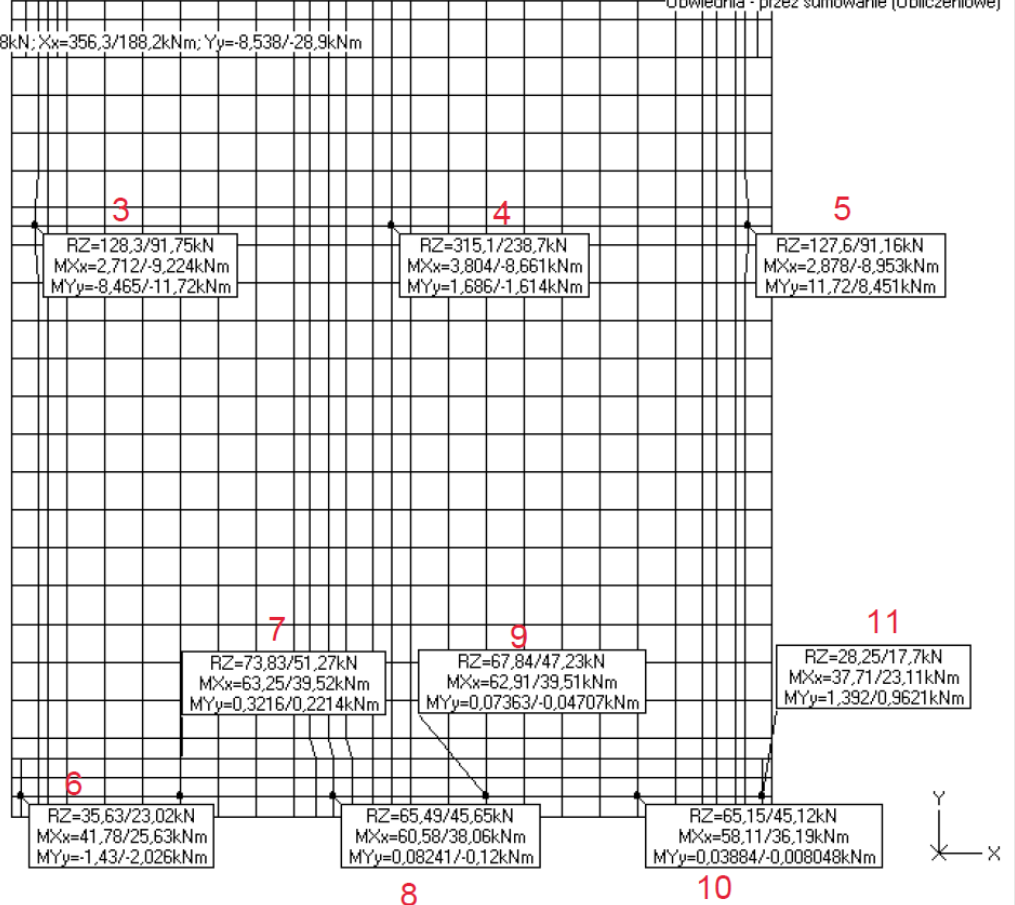 Obwiednia - przez sumowanie (Obliczeniowe)
8kN; Xx=356,3/188,2kNm; Yy=-8,538/-28,9kNm
3
RZ=128,3/91,75kN
MXx=2,712/-9,224kNm
MYy=-8,465/-11,72kNm
4
RZ=315,1/238,7kN
MXx=3,804/-8,661kNm
MYy=1,686/-1,614kNm
5
RZ=127,6/91,16kN
MXx=2,878/-8,953kNm
MYy=11,72/8,451kNm
7
RZ=73,83/51,27kN
MXx=63,25/39,52kNm
MYy=0,3216/0,2214kNm
9
RZ=67,84/47,23kN
MXx=62,91/39,51kNm
MYy=0,07363/-0,04707kNm
11
RZ=28,25/17,7kN
MXx=37,71/23,11kNm
MYy=1,392/0,9621kNm
6
RZ=35,63/23,02kN
MXx=41,78/25,63kNm
MYy=-1,43/-2,026kNm
RZ=65,49/45,65kN
MXx=60,58/38,06kNm
MYy=0,08241/-0,12kNm
8
RZ=65,15/45,12kN
MXx=58,11/36,19kNm
MYy=0,03884/-0,008048kNm
10
Y
X